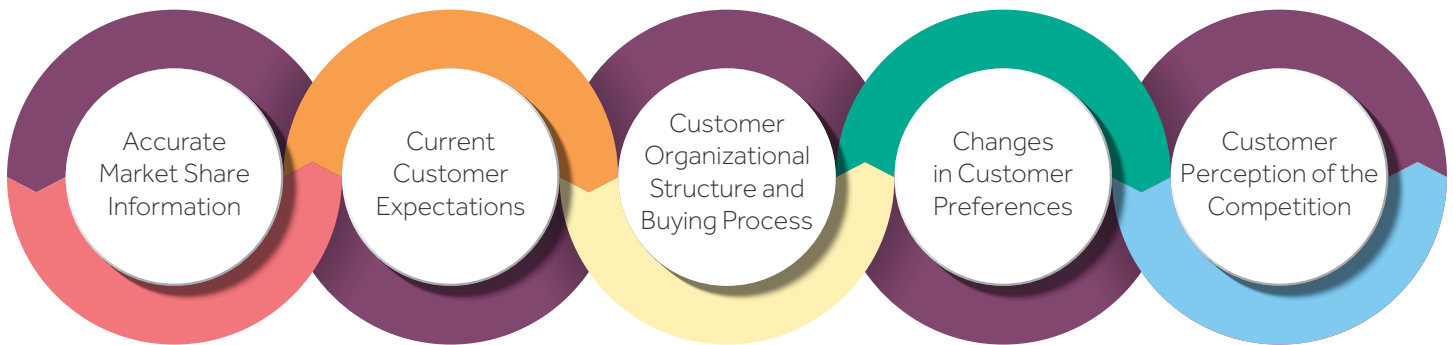 Accurate
Market Share
Information
Current
Customer
Expectations
Customer
Organizational
Structure and
Buying Process
Changes
in Customer
Preferences
Customer
Perception of the
Competition